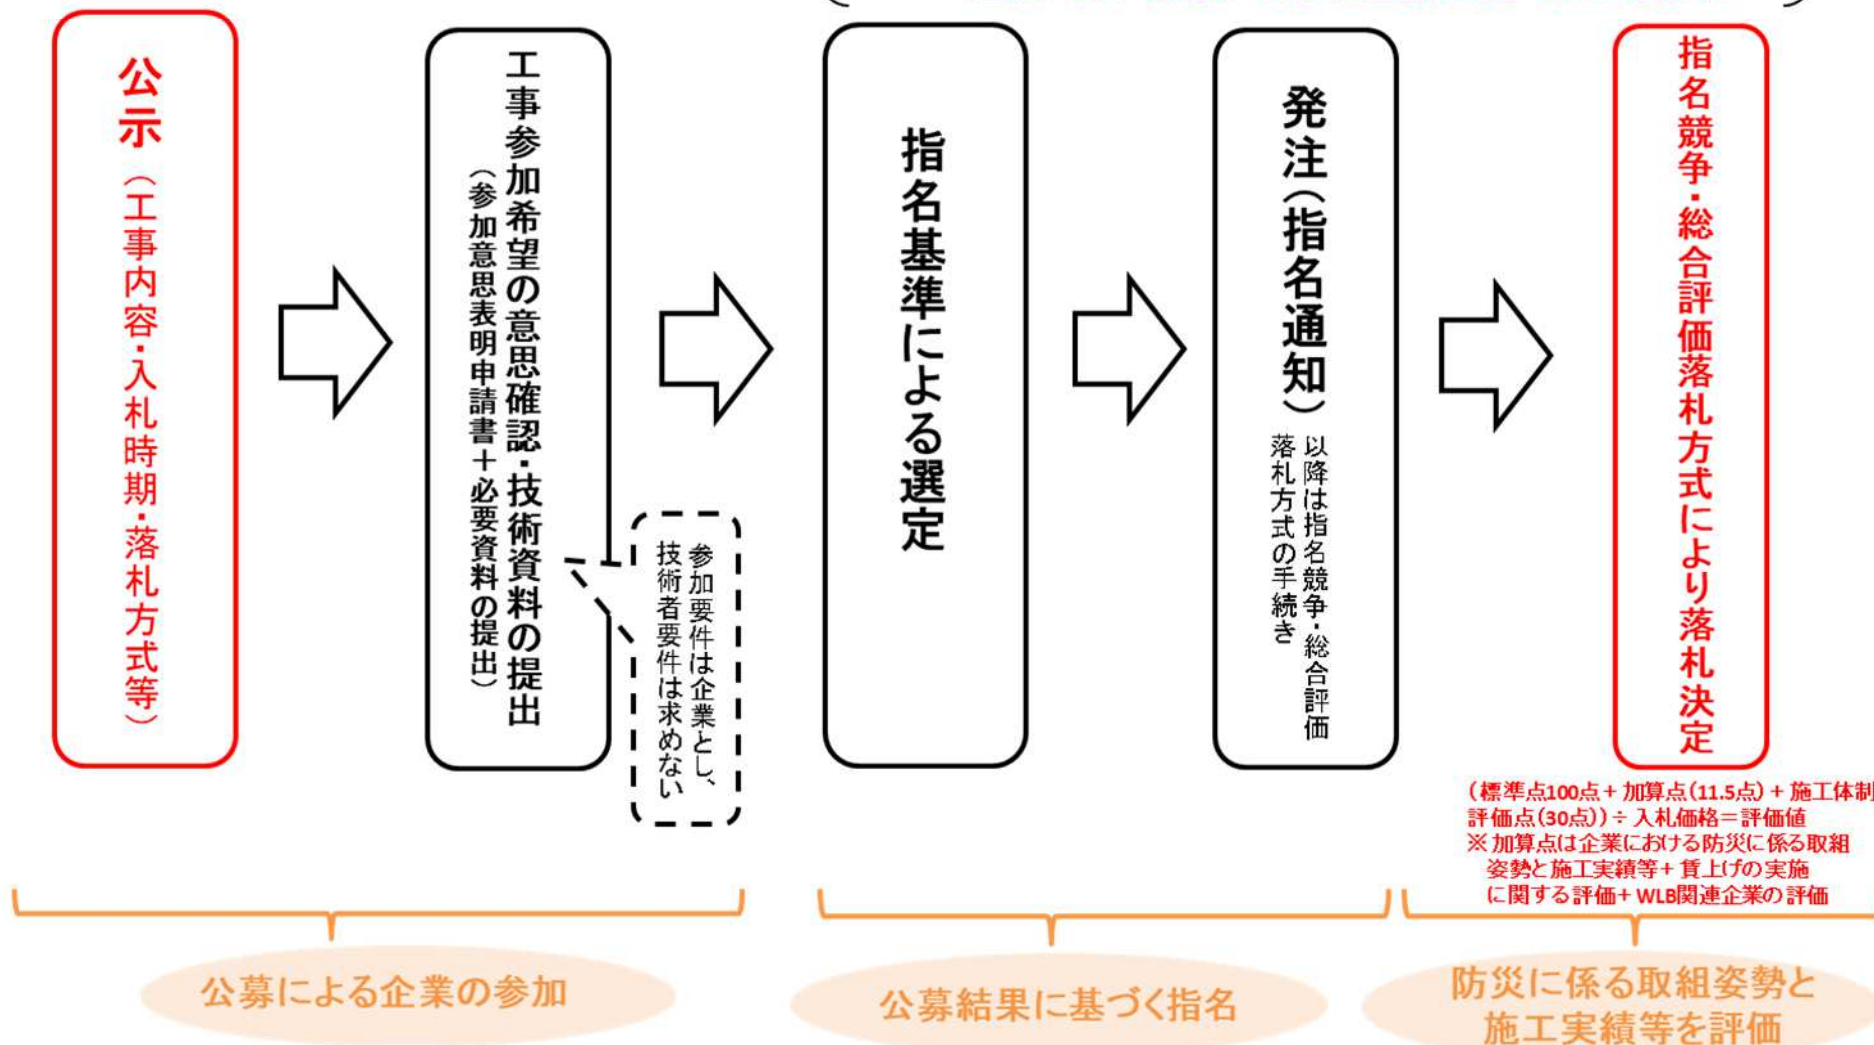 公示（工事内容・入札時期・落札方式等）
工事参加希望の意思確認・技術資料の提出
（参加意思表明申請書＋必要資料の提出）
参加要件は企業とし、
技術者要件は求めない
指名基準による選定
発注（指名通知）
以降は指名競争・総合評価
落札方式の手続き
指名競争・総合評価落札方式により落札決定
（標準点100点＋加算点(11.5点)＋施工体制
評価点(30点)）÷入札価格＝評価値
※加算点は企業における防災に係る取組
姿勢と施工実績等＋賃上げの実施
に関する評価＋WLB関連企業の評価
公募による企業の参加
公募結果に基づく指名
防災に係る取組姿勢と
施工実績等を評価